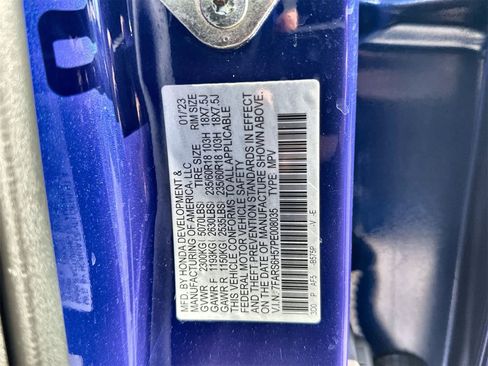 MFD. BY HONDA DEVELOPMENT & 01/23
MANUFACTURING OF AMERICA, LLC
TIRE SIZE RIM SIZE
GVWR 2300KG( 5070LBS)
GAWR F 1190KG( 2630LBS) 235/60R18 103H 18X7.5J
GAWR R 1150KG( 2535LBS) 235/60R18 103H 18X7.5J
THIS VEHICLE CONFORMS TO ALL APPLICABLE
FEDERAL MOTOR VEHICLE SAFETY
AND THEFT PREVENTION STANDARDS IN EFFECT
ON THE DATE OF MANUFACTURE SHOWN ABOVE.
V.I.N: 7FARS6H57PE008035 TYPE: MPV